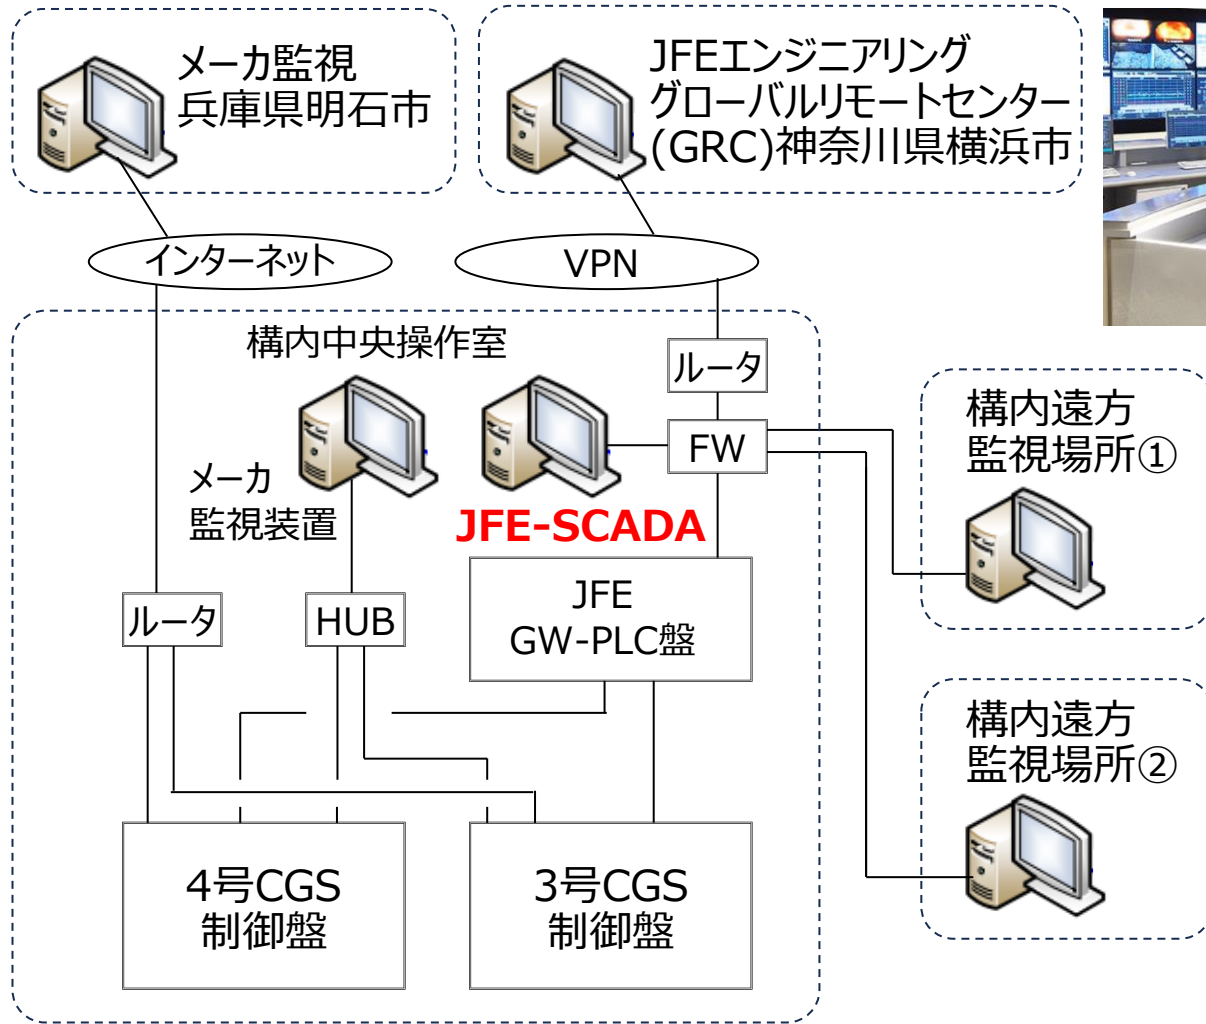 メーカ監視
兵庫県明石市
JFEエンジニアリング
グローバルリモートセンター
(GRC)神奈川県横浜市
インターネット
VPN
構内中央操作室
ルータ
FW
メーカ
監視装置
JFE-SCADA
構内遠方
監視場所①
ルータ
HUB
JFE
GW-PLC盤
構内遠方
監視場所②
4号CGS
制御盤
3号CGS
制御盤